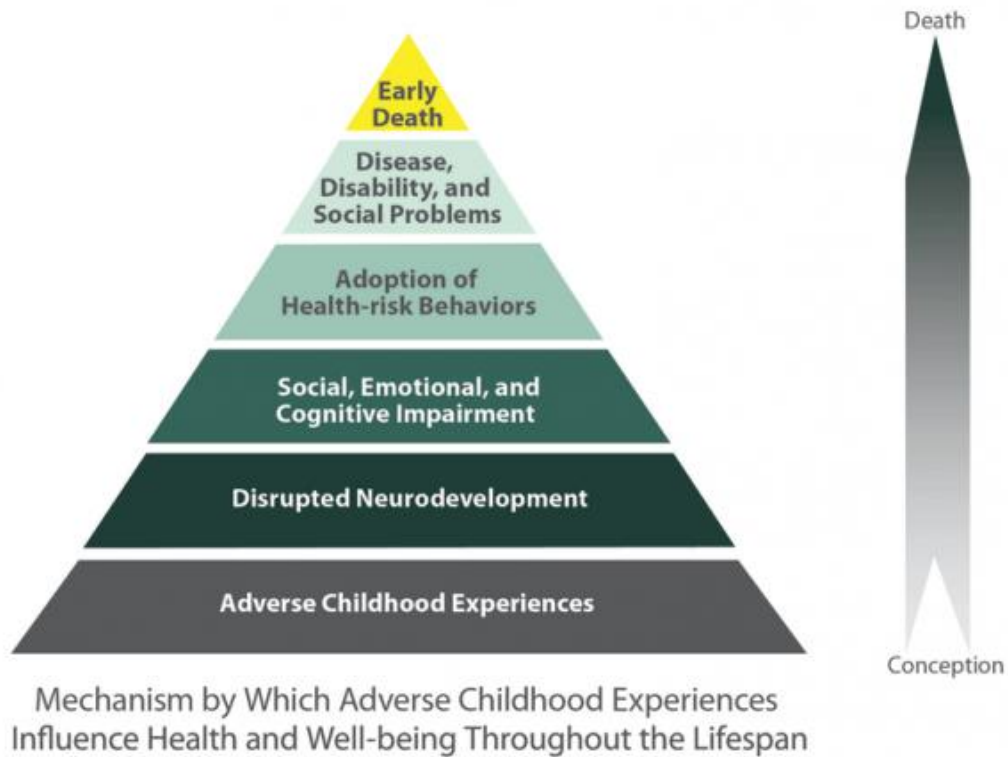 Death
Early
Death
Disease,
Disability, and
Social Problems
Adoption of
Health-risk Behaviors
Social, Emotional, and
Cognitive Impairment
Disrupted Neurodevelopment
Adverse Childhood Experiences
Conception
Mechanism by Which Adverse Childhood Experiences
Influence Health and Well-being Throughout the Lifespan